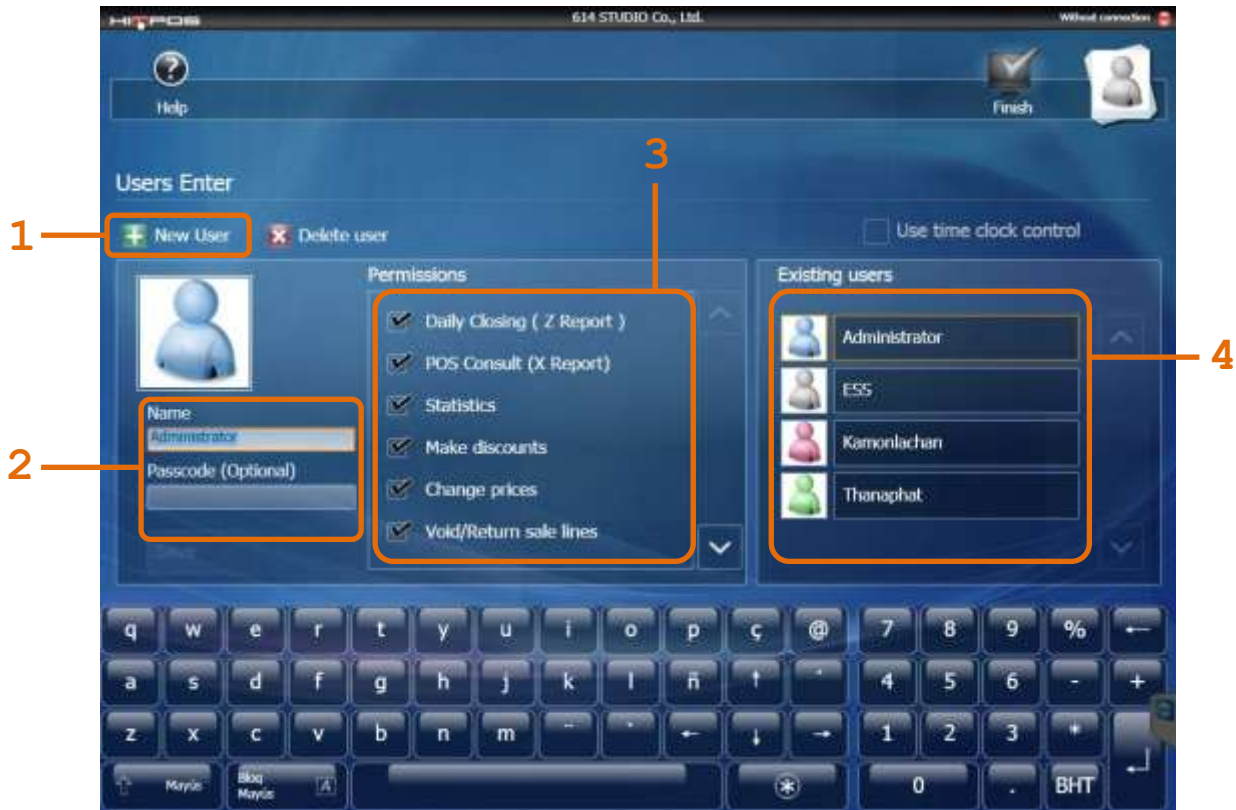 HITPOS
614 STUDIO Co., Ltd.
Without connection
Help
Finish
3
Users Enter
1
New User
Delete user
Use time clock control
Permissions
Existing users
Daily Closing ( Z Report )
POS Consult (X Report)
Statistics
Make discounts
Change prices
Void/Return sale lines
Name
Administrator
Passcode (Optional)
2
Administrator
ESS
Kamonlachan
Thanaphat
4
q w e r t y u i o p ç @ 7 8 9 % ←
a s d f g h j k l ñ ↑ ´ 4 5 6 - +
z x c v b n m ¨ ` ← ↓ → 1 2 3 *
Mayús
Bloq
Mayús
A
* 0 . BHT ↵